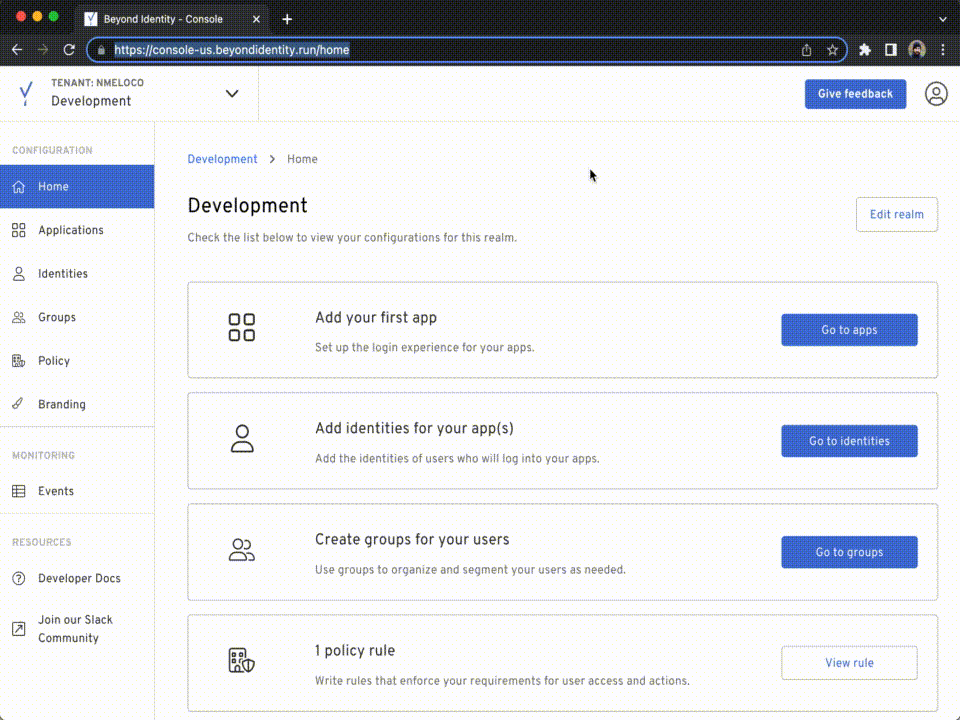 Beyond Identity - Console
https://console-us.beyondidentity.run/home
TENANT: NMELOCO
Development
Give feedback
CONFIGURATION
Home
Applications
Identities
Groups
Policy
Branding
MONITORING
Events
RESOURCES
Developer Docs
Join our Slack
Community
Development > Home
Development
Edit realm
Check the list below to view your configurations for this realm.
Add your first app
Set up the login experience for your apps.
Go to apps
Add identities for your app(s)
Add the identities of users who will log into your apps.
Go to identities
Create groups for your users
Use groups to organize and segment your users as needed.
Go to groups
1 policy rule
Write rules that enforce your requirements for user access and actions.
View rule